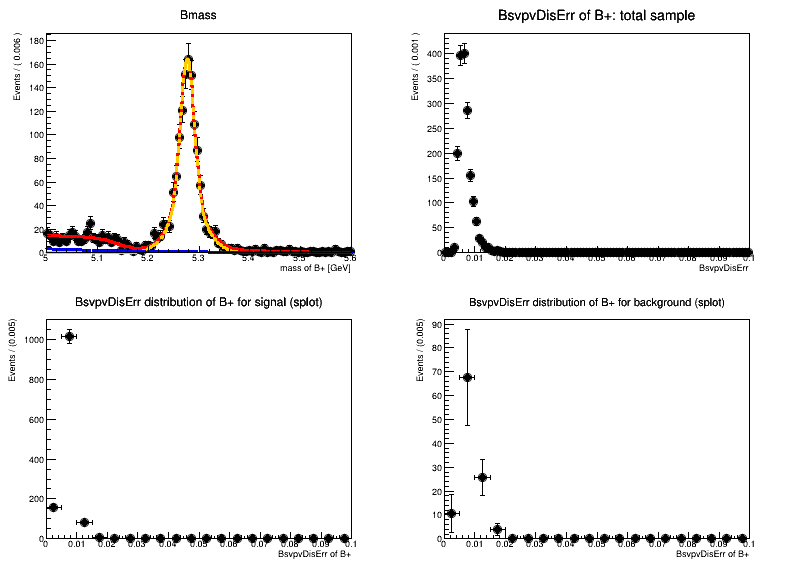 Bmass
Events / ( 0.006 )
180
160
140
120
100
80
60
40
20
0
5 5.1 5.2 5.3 5.4 5.5 5.6
mass of B+ [GeV]
BsvpvDisErr of B+: total sample
Events / ( 0.001 )
400
350
300
250
200
150
100
50
0
0 0.01 0.02 0.03 0.04 0.05 0.06 0.07 0.08 0.09 0.1
BsvpvDisErr
BsvpvDisErr distribution of B+ for signal (splot)
Events / (0.005)
1000
800
600
400
200
0
0 0.01 0.02 0.03 0.04 0.05 0.06 0.07 0.08 0.09 0.1
BsvpvDisErr of B+
BsvpvDisErr distribution of B+ for background (splot)
Events / (0.005)
90
80
70
60
50
40
30
20
10
0
0 0.01 0.02 0.03 0.04 0.05 0.06 0.07 0.08 0.09 0.1
BsvpvDisErr of B+